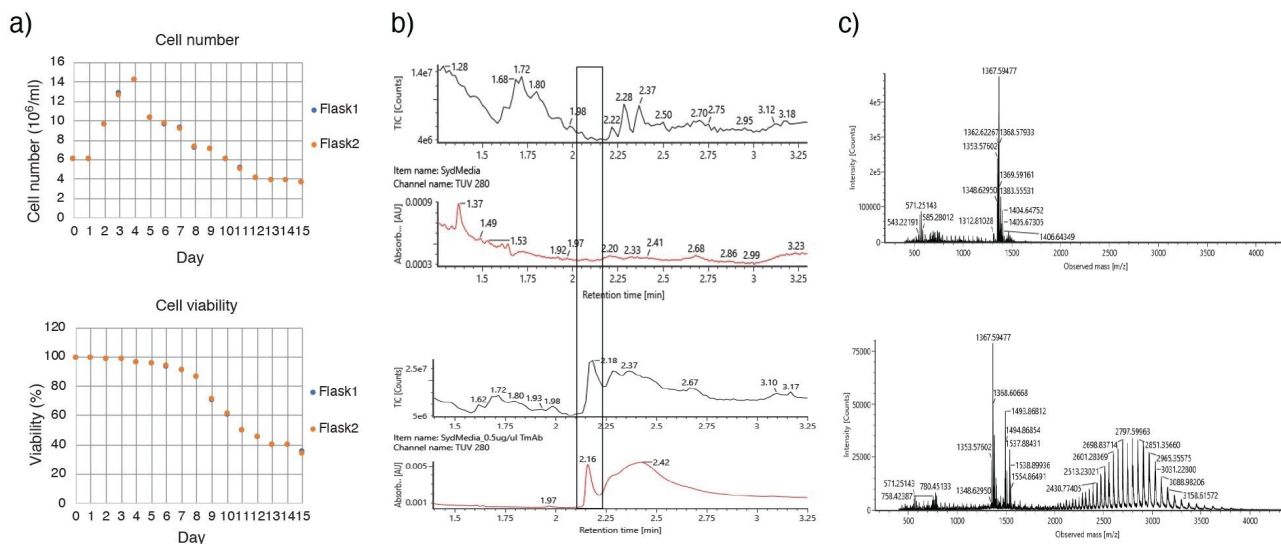 a)
Cell number
Cell number (10⁶/ml)
16
14
12
10
8
6
4
2
0
0 1 2 3 4 5 6 7 8 9 10 11 12 13 14 15
Day
Flask1
Flask2
Cell viability
Viability (%)
120
100
80
60
40
20
0
0 1 2 3 4 5 6 7 8 9 10 11 12 13 14 15
Day
Flask1
Flask2
b)
TIC [Counts]
1.4e7
4e6
1.28 1.68 1.72 1.80 1.98 2.22 2.28 2.37 2.50 2.70 2.75 2.95 3.12 3.18
1.5 1.75 2 2.25 2.5 2.75 3 3.25
Item name: SydMedia
Channel name: TUV 280
Absorb... [AU]
0.0009
0.0003
1.37 1.49 1.53 1.92 1.97 2.20 2.33 2.41 2.68 2.86 2.99 3.23
1.5 1.75 2 2.25 2.5 2.75 3 3.25
Retention time [min]
TIC [Counts]
2.5e7
5e6
1.62 1.72 1.80 1.93 1.98 2.18 2.37 2.67 3.10 3.17
1.5 1.75 2 2.25 2.5 2.75 3 3.25
Item name: SydMedia_0.5ug/ul TmAb
Channel name: TUV 280
Absorb... [AU]
0.005
0.001
1.97 2.16 2.42
1.5 1.75 2 2.25 2.5 2.75 3 3.25
Retention time [min]
c)
Intensity [Counts]
4e5
3e5
2e5
100000
0
1367.59477
1362.62267 1368.57933
1353.57602
1369.59161
1348.62950 1383.55531
571.25143 1404.64752
543.22191 585.28012 1312.81028 1405.67305
1406.64349
500 1000 1500 2000 2500 3000 3500 4000
Observed mass [m/z]
Intensity [Counts]
75000
50000
25000
0
1367.59477
1368.60668
1493.86812
1353.57602 1494.86854 2797.59963
1537.88431 2698.83714 2851.35660
2601.28369 2965.35575
571.25143 780.45133 1538.89936 2513.23021 3031.22800
758.42387 1348.62950 1554.86491 2430.77405 3088.98206
3158.61572
500 1000 1500 2000 2500 3000 3500 4000
Observed mass [m/z]